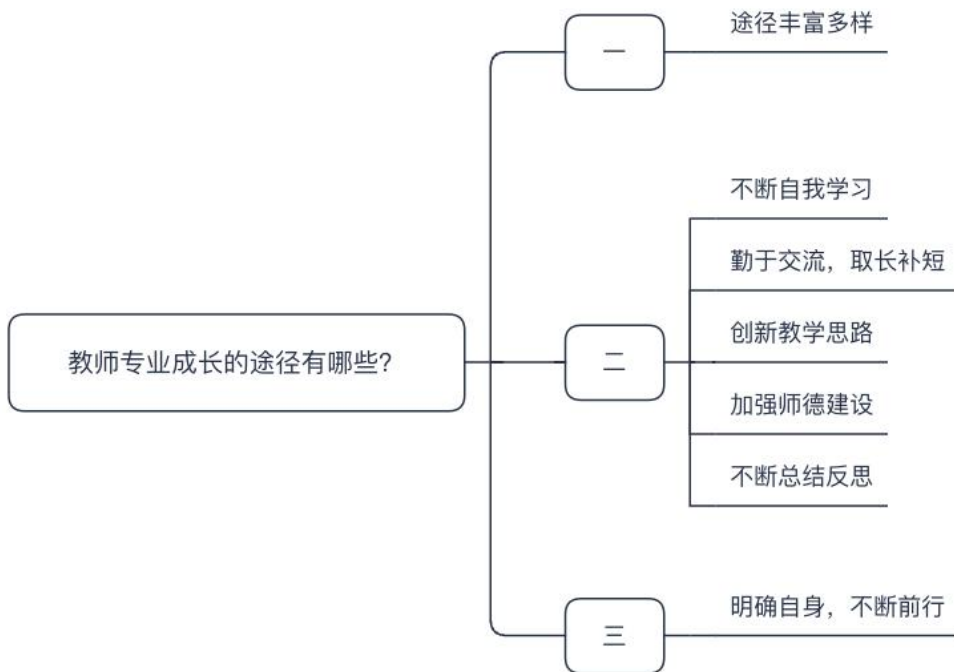 教师专业成长的途径有哪些?
一
途径丰富多样
二
不断自我学习
勤于交流，取长补短
创新教学思路
加强师德建设
不断总结反思
三
明确自身，不断前行